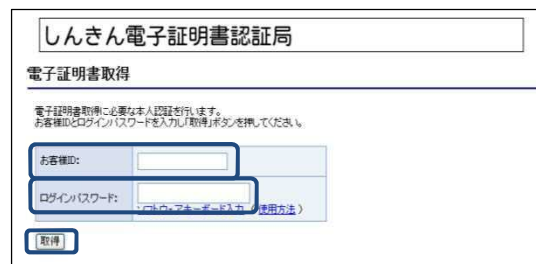 しんきん電子証明書認証局
電子証明書取得
電子証明書取得に必要な本人認証を行います。
お客様IDとログインパスワードを入力し「取得」ボタンを押してください。
お客様ID:
ログインパスワード:
ソフトウェアキーボード入力 (使用方法)
取得